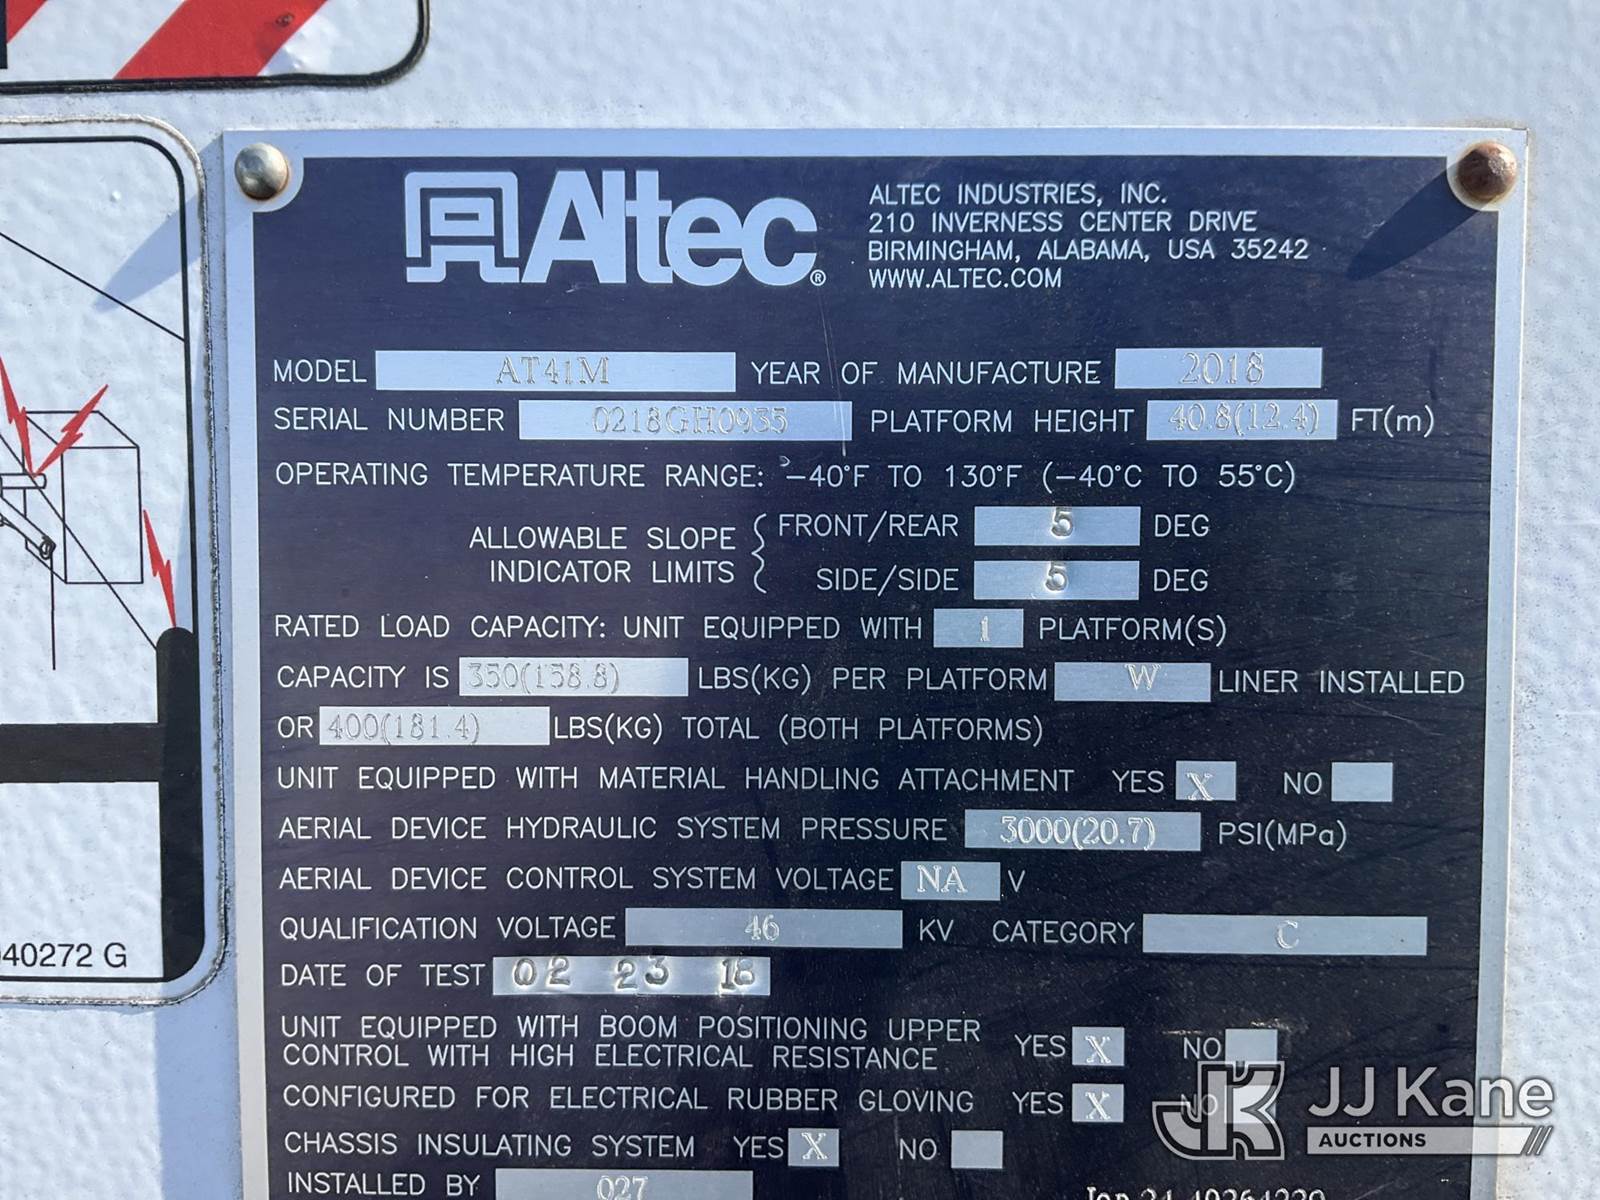 Altec®
ALTEC INDUSTRIES, INC.
210 INVERNESS CENTER DRIVE
BIRMINGHAM, ALABAMA, USA 35242
WWW.ALTEC.COM
MODEL AT41M YEAR OF MANUFACTURE 2018
SERIAL NUMBER 0218GH0935 PLATFORM HEIGHT 40.8(12.4) FT(m)
OPERATING TEMPERATURE RANGE: -40°F TO 130°F (-40°C TO 55°C)
ALLOWABLE SLOPE INDICATOR LIMITS { FRONT/REAR 5 DEG
SIDE/SIDE 5 DEG
RATED LOAD CAPACITY: UNIT EQUIPPED WITH 1 PLATFORM(S)
CAPACITY IS 350(158.8) LBS(KG) PER PLATFORM W LINER INSTALLED
OR 400(181.4) LBS(KG) TOTAL (BOTH PLATFORMS)
UNIT EQUIPPED WITH MATERIAL HANDLING ATTACHMENT YES X NO
AERIAL DEVICE HYDRAULIC SYSTEM PRESSURE 3000(20.7) PSI(MPa)
AERIAL DEVICE CONTROL SYSTEM VOLTAGE NA V
QUALIFICATION VOLTAGE 46 KV CATEGORY C
DATE OF TEST 02 23 18
UNIT EQUIPPED WITH BOOM POSITIONING UPPER
CONTROL WITH HIGH ELECTRICAL RESISTANCE YES X NO
CONFIGURED FOR ELECTRICAL RUBBER GLOVING YES X NO
CHASSIS INSULATING SYSTEM YES X NO
INSTALLED BY 027
40272 G
JK JJ Kane
AUCTIONS